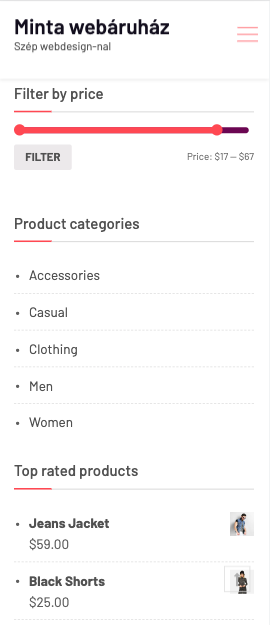 Minta webáruház
Szép webdesign-nal
Filter by price
FILTER
Price: $17 — $67
Product categories
Accessories
Casual
Clothing
Men
Women
Top rated products
Jeans Jacket
$59.00
Black Shorts
$25.00